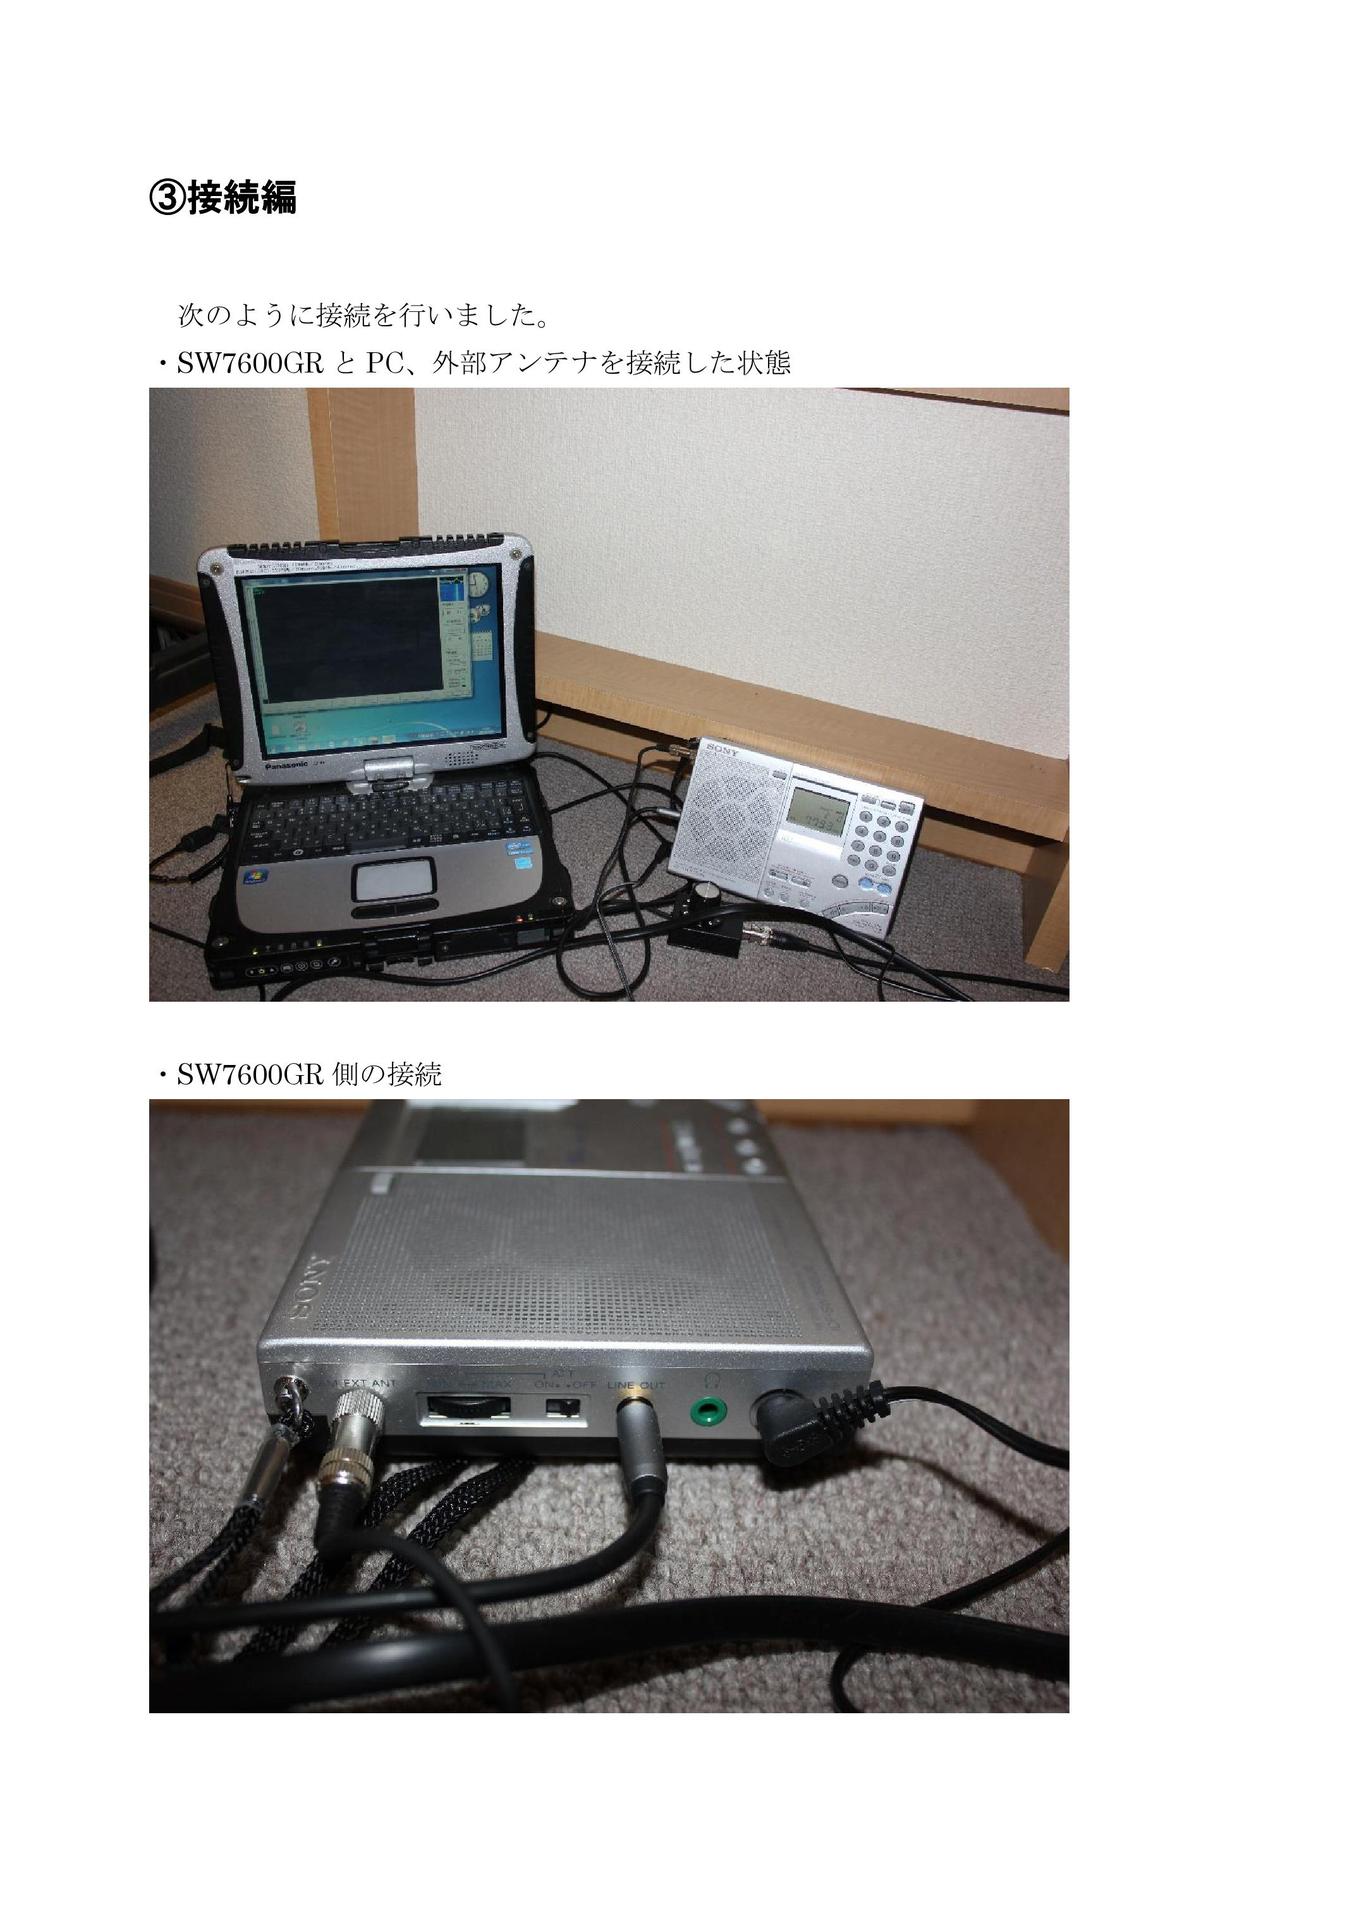 ③接続編
次のように接続を行いました。
・SW7600GR と PC、外部アンテナを接続した状態
Panasonic
SONY
・SW7600GR 側の接続
SONY
EXT ANT
MAX
ATT
ON
OFF
LINE OUT